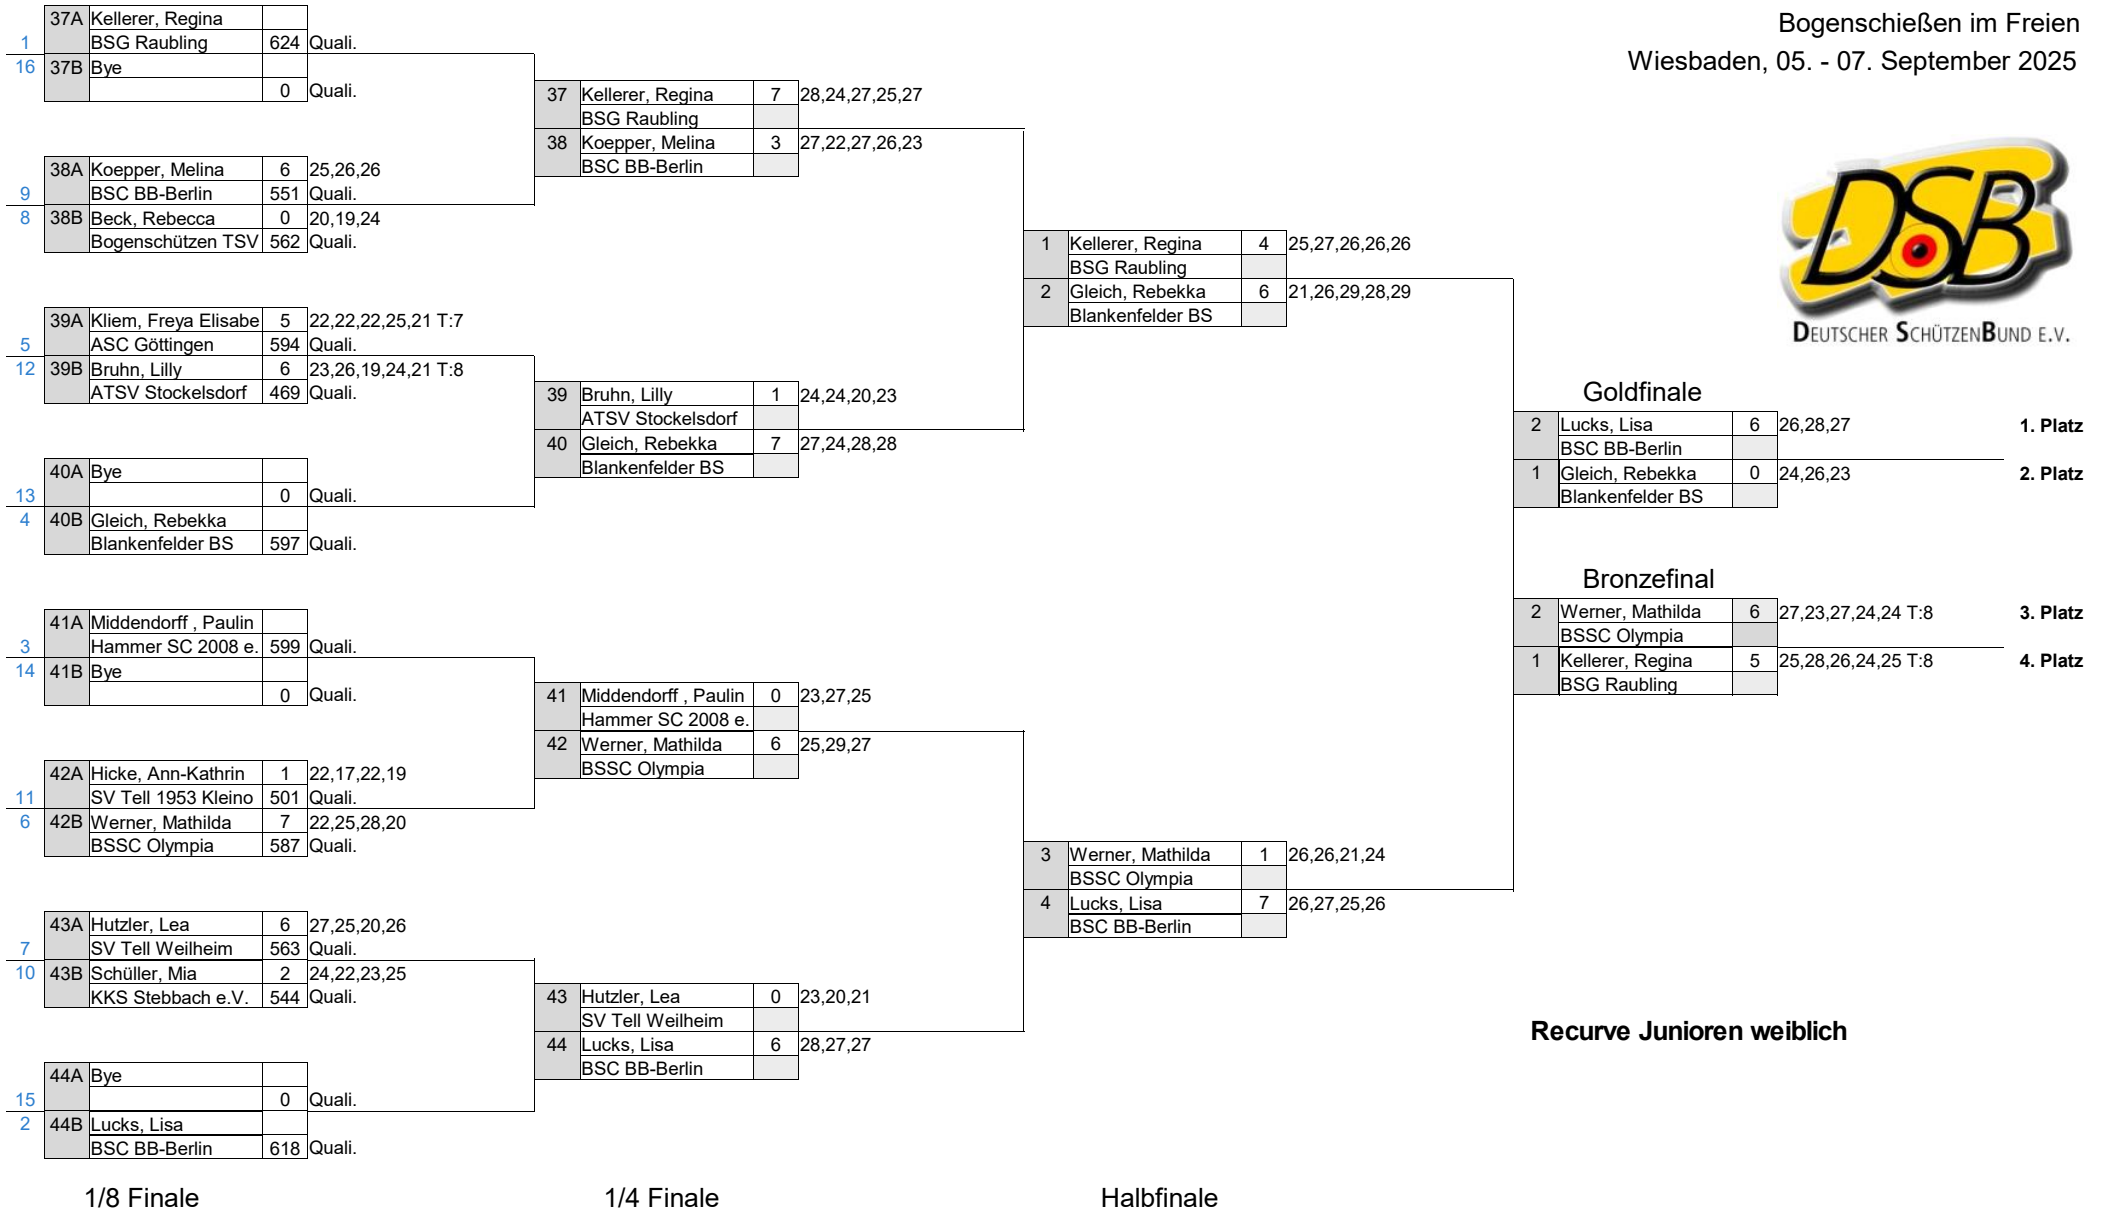 Bogenschießen im Freien
Wiesbaden, 05. - 07. September 2025
DSB
DEUTSCHER SCHÜTZENBUND E.V.
37A Kellerer, Regina
1 BSG Raubling 624 Quali.
16 37B Bye
0 Quali.
38A Koepper, Melina 6 25,26,26
9 BSC BB-Berlin 551 Quali.
8 38B Beck, Rebecca 0 20,19,24
Bogenschützen TSV 562 Quali.
39A Kliem, Freya Elisabe 5 22,22,22,25,21 T:7
5 ASC Göttingen 594 Quali.
12 39B Bruhn, Lilly 6 23,26,19,24,21 T:8
ATSV Stockelsdorf 469 Quali.
40A Bye
13 0 Quali.
4 40B Gleich, Rebekka
Blankenfelder BS 597 Quali.
41A Middendorff , Paulin
3 Hammer SC 2008 e. 599 Quali.
14 41B Bye
0 Quali.
42A Hicke, Ann-Kathrin 1 22,17,22,19
11 SV Tell 1953 Kleino 501 Quali.
6 42B Werner, Mathilda 7 22,25,28,20
BSSC Olympia 587 Quali.
43A Hutzler, Lea 6 27,25,20,26
7 SV Tell Weilheim 563 Quali.
10 43B Schüller, Mia 2 24,22,23,25
KKS Stebbach e.V. 544 Quali.
44A Bye
15 0 Quali.
2 44B Lucks, Lisa
BSC BB-Berlin 618 Quali.
1/8 Finale
37 Kellerer, Regina 7 28,24,27,25,27
BSG Raubling
38 Koepper, Melina 3 27,22,27,26,23
BSC BB-Berlin
39 Bruhn, Lilly 1 24,24,20,23
ATSV Stockelsdorf
40 Gleich, Rebekka 7 27,24,28,28
Blankenfelder BS
41 Middendorff , Paulin 0 23,27,25
Hammer SC 2008 e.
42 Werner, Mathilda 6 25,29,27
BSSC Olympia
43 Hutzler, Lea 0 23,20,21
SV Tell Weilheim
44 Lucks, Lisa 6 28,27,27
BSC BB-Berlin
1/4 Finale
1 Kellerer, Regina 4 25,27,26,26,26
BSG Raubling
2 Gleich, Rebekka 6 21,26,29,28,29
Blankenfelder BS
3 Werner, Mathilda 1 26,26,21,24
BSSC Olympia
4 Lucks, Lisa 7 26,27,25,26
BSC BB-Berlin
Halbfinale
Goldfinale
2 Lucks, Lisa 6 26,28,27 1. Platz
BSC BB-Berlin
1 Gleich, Rebekka 0 24,26,23 2. Platz
Blankenfelder BS
Bronzefinal
2 Werner, Mathilda 6 27,23,27,24,24 T:8 3. Platz
BSSC Olympia
1 Kellerer, Regina 5 25,28,26,24,25 T:8 4. Platz
BSG Raubling
Recurve Junioren weiblich